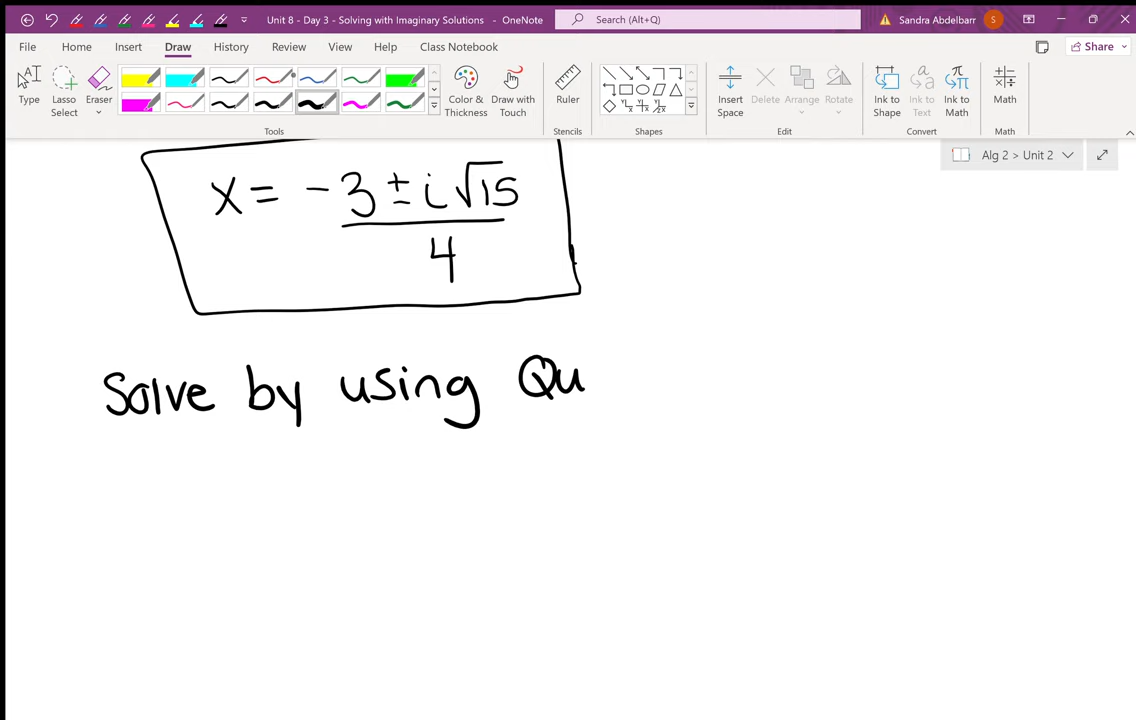 Unit 8 - Day 3 - Solving with Imaginary Solutions - OneNote
Search (Alt+Q)
Sandra Abdelbarr
S
File Home Insert Draw History Review View Help Class Notebook
Share
Type
Lasso Select
Eraser
Color & Thickness
Draw with Touch
Ruler
Insert Space
Delete
Arrange
Rotate
Ink to Shape
Ink to Text
Ink to Math
Math
Tools Stencils Shapes Edit Convert Math
Alg 2 > Unit 2
x = -3 ± i√15
4
Solve by using Qu